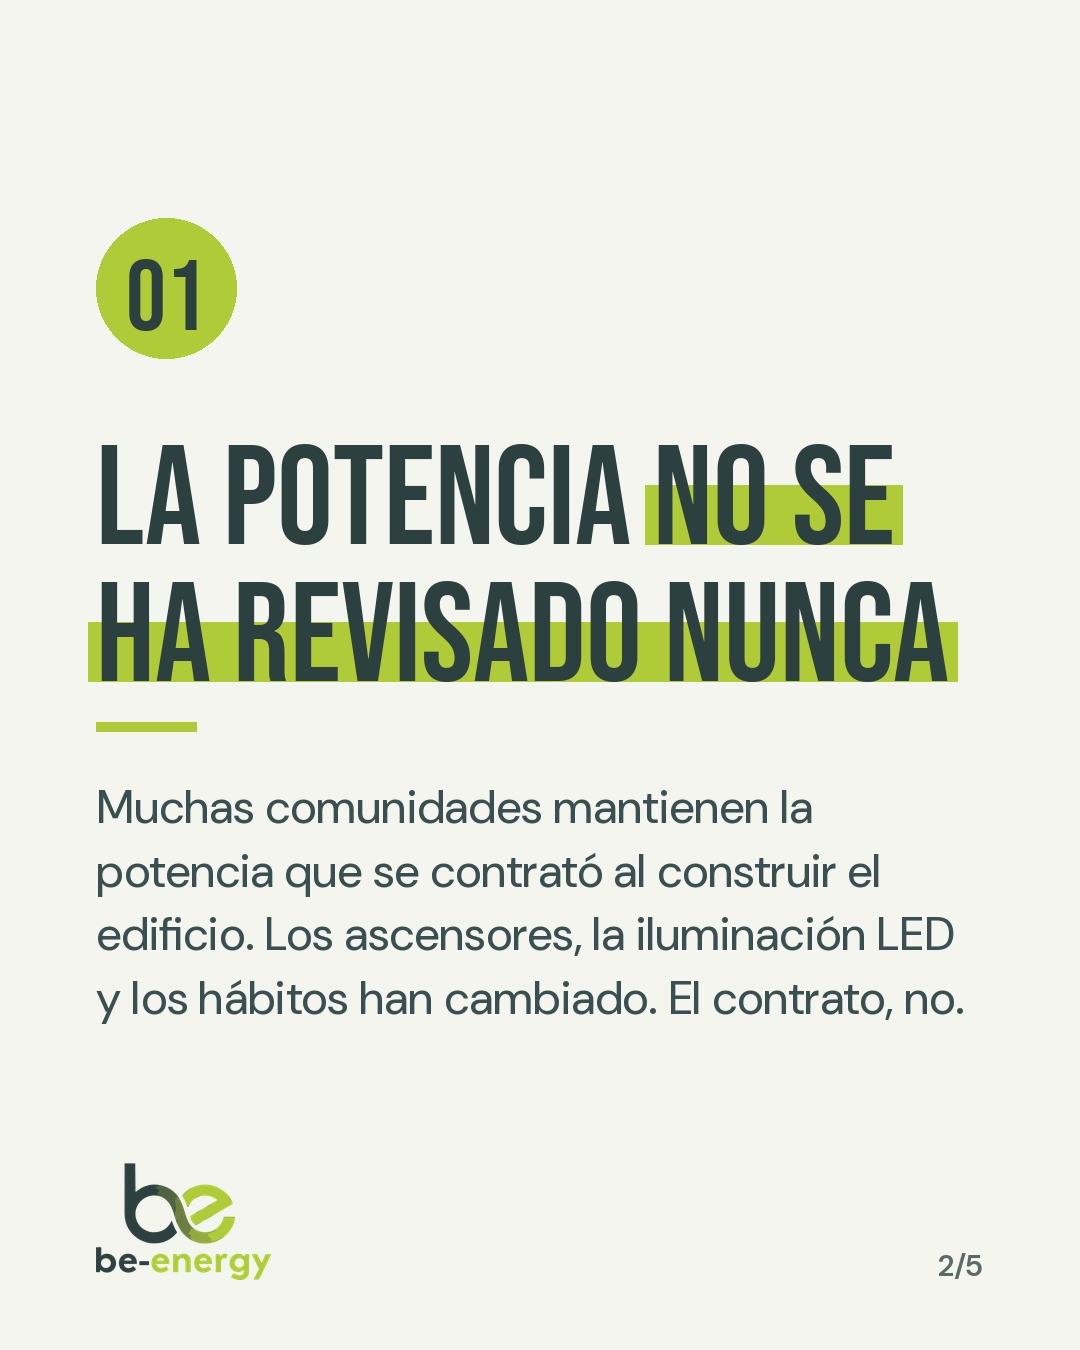 01
LA POTENCIA NO SE
HA REVISADO NUNCA
Muchas comunidades mantienen la
potencia que se contrató al construir el
edificio. Los ascensores, la iluminación LED
y los hábitos han cambiado. El contrato, no.
be
be-energy
2/5